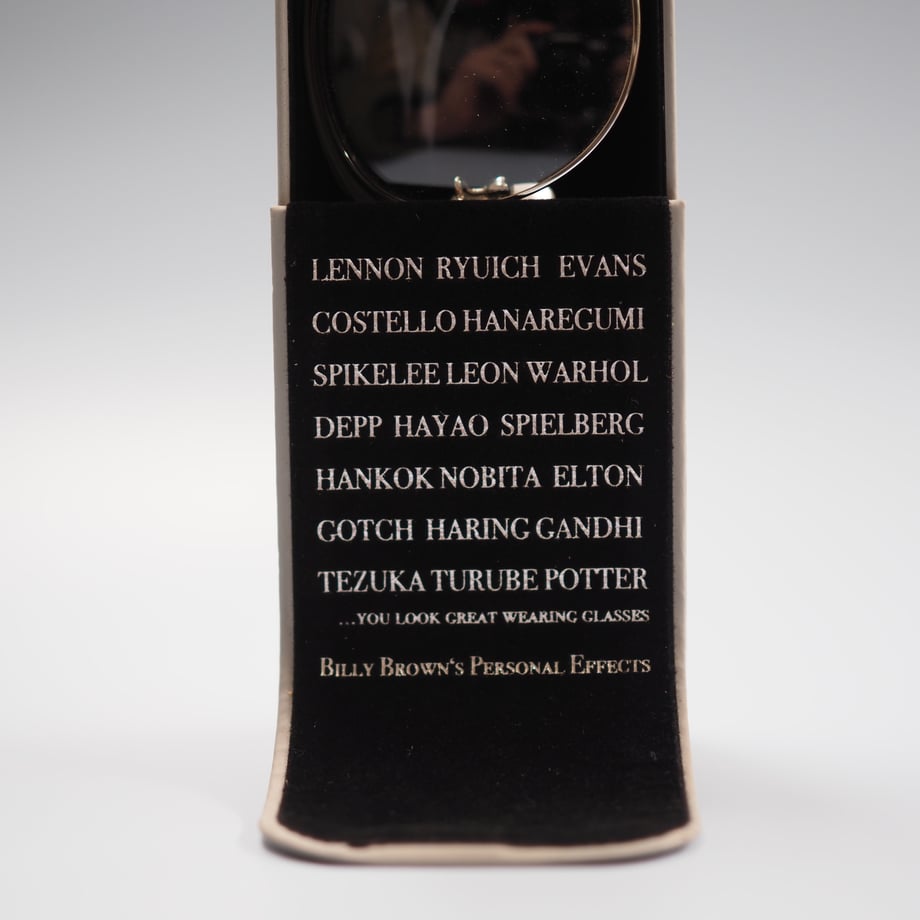 LENNON RYUICH EVANS
COSTELLO HANAREGUMI
SPIKELEE LEON WARHOL
DEPP HAYAO SPIELBERG
HANKOK NOBITA ELTON
GOTCH HARING GANDHI
TEZUKA TURUBE POTTER
...YOU LOOK GREAT WEARING GLASSES
BILLY BROWN'S PERSONAL EFFECTS